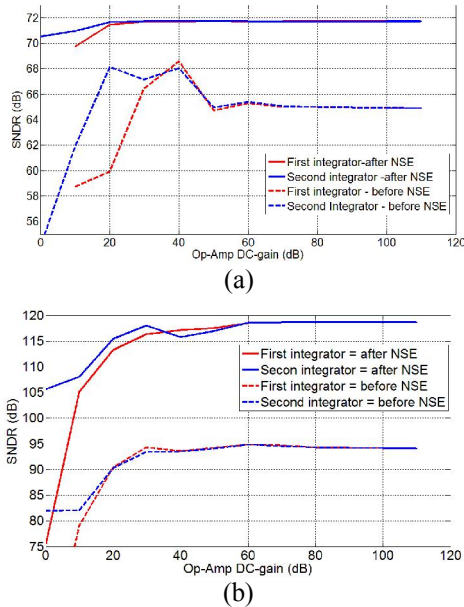 72
70
68
66
64
62
60
58
56
SNDR (dB)
First integrator-after NSE
Second integrator -after NSE
First integrator - before NSE
Second Integrator - before NSE
0 20 40 60 80 100 120
Op-Amp DC-gain (dB)
(a)
120
115
110
105
100
95
90
85
80
75
SNDR (dB)
First integrator = after NSE
Secon integrator = after NSE
First integrator = before NSE
Second integrator = before NSE
0 20 40 60 80 100 120
Op-Amp DC-gain (dB)
(b)